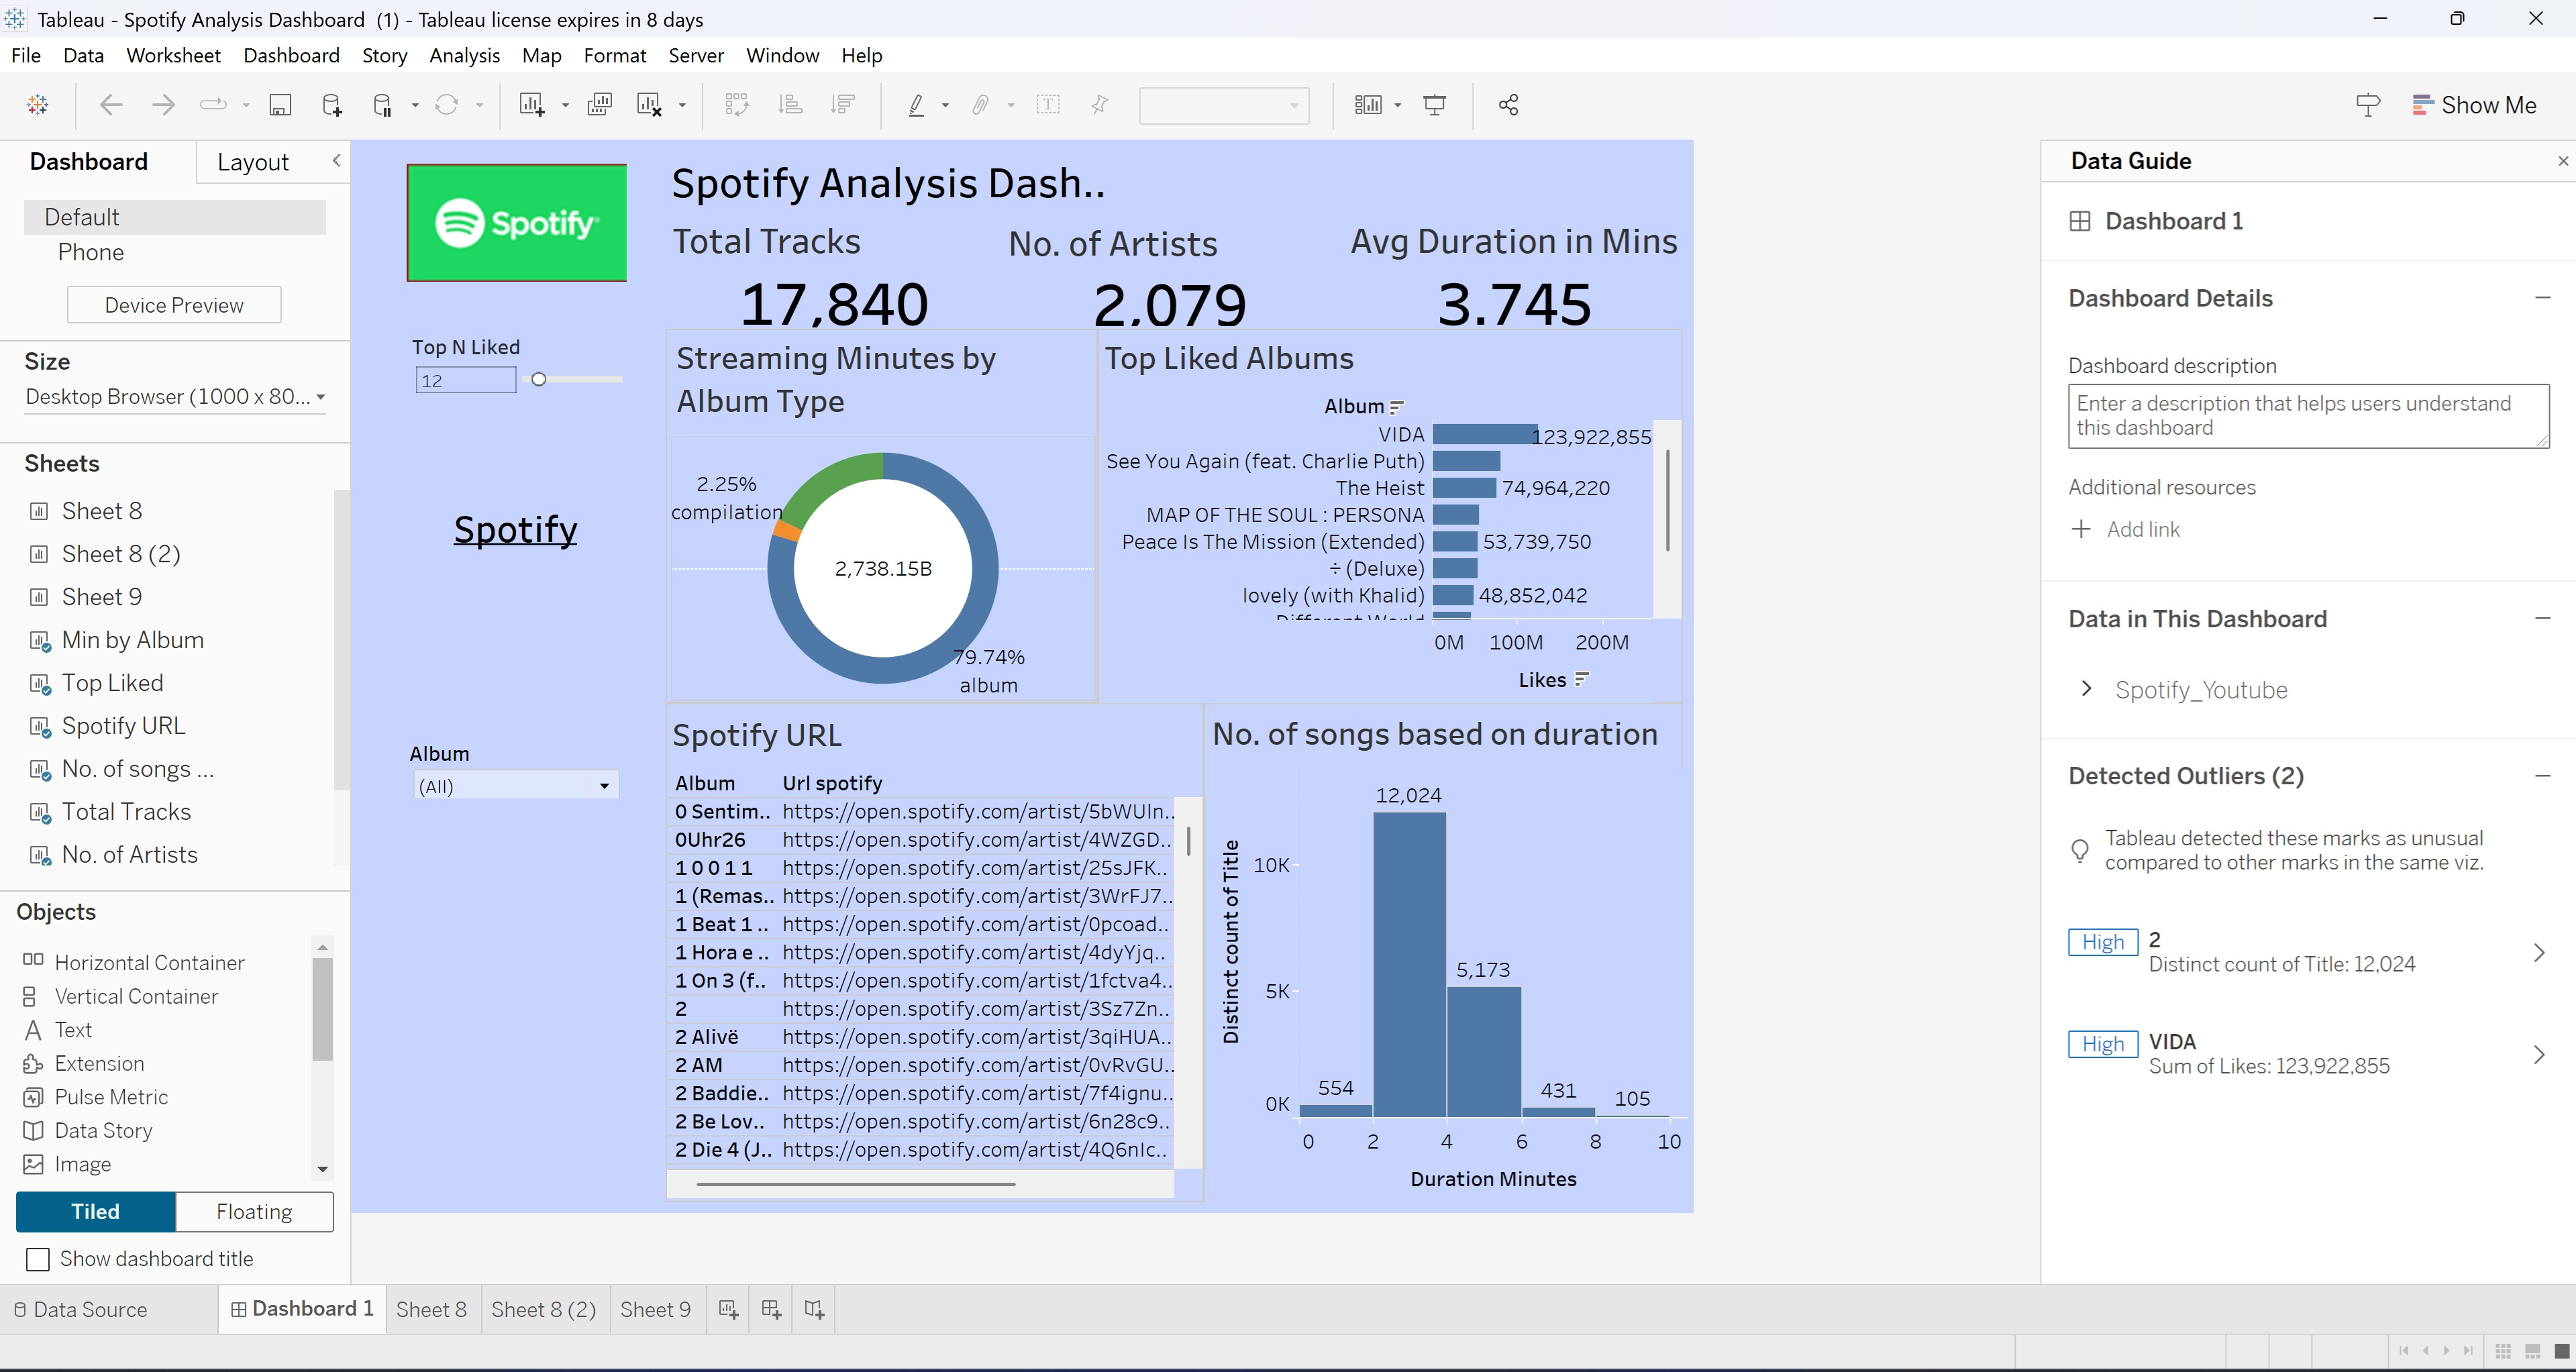 Tableau - Spotify Analysis Dashboard (1) - Tableau license expires in 8 days
File Data Worksheet Dashboard Story Analysis Map Format Server Window Help
Show Me
Dashboard
Layout
Default
Phone
Device Preview
Size
Desktop Browser (1000 x 80...
Sheets
Sheet 8
Sheet 8 (2)
Sheet 9
Min by Album
Top Liked
Spotify URL
No. of songs ...
Total Tracks
No. of Artists
Objects
Horizontal Container
Vertical Container
Text
Extension
Pulse Metric
Data Story
Image
Tiled
Floating
Show dashboard title
Spotify
Spotify Analysis Dash..
Total Tracks
17,840
No. of Artists
2,079
Avg Duration in Mins
3.745
Top N Liked
12
Spotify
Album
(All)
Streaming Minutes by
Album Type
2.25%
compilation
2,738.15B
79.74%
album
Top Liked Albums
Album
VIDA 123,922,855
See You Again (feat. Charlie Puth)
The Heist 74,964,220
MAP OF THE SOUL : PERSONA
Peace Is The Mission (Extended) 53,739,750
÷ (Deluxe)
lovely (with Khalid) 48,852,042
Different World
0M 100M 200M
Likes
Spotify URL
Album Url spotify
0 Sentim.. https://open.spotify.com/artist/5bWUln..
0Uhr26 https://open.spotify.com/artist/4WZGD..
1 0 0 1 1 https://open.spotify.com/artist/25sJFK..
1 (Remas.. https://open.spotify.com/artist/3WrFJ7..
1 Beat 1 .. https://open.spotify.com/artist/0pcoad..
1 Hora e .. https://open.spotify.com/artist/4dyYjq..
1 On 3 (f.. https://open.spotify.com/artist/1fctva4..
2 https://open.spotify.com/artist/3Sz7Zn..
2 Alivë https://open.spotify.com/artist/3qiHUA..
2 AM https://open.spotify.com/artist/0vRvGU..
2 Baddie.. https://open.spotify.com/artist/7f4ignu..
2 Be Lov.. https://open.spotify.com/artist/6n28c9..
2 Die 4 (J.. https://open.spotify.com/artist/4Q6nlc..
No. of songs based on duration
Distinct count of Title
10K
5K
0K
554
12,024
5,173
431
105
0 2 4 6 8 10
Duration Minutes
Data Guide
Dashboard 1
Dashboard Details
Dashboard description
Enter a description that helps users understand
this dashboard
Additional resources
Add link
Data in This Dashboard
Spotify_Youtube
Detected Outliers (2)
Tableau detected these marks as unusual
compared to other marks in the same viz.
High 2
Distinct count of Title: 12,024
High VIDA
Sum of Likes: 123,922,855
Data Source
Dashboard 1
Sheet 8
Sheet 8 (2)
Sheet 9